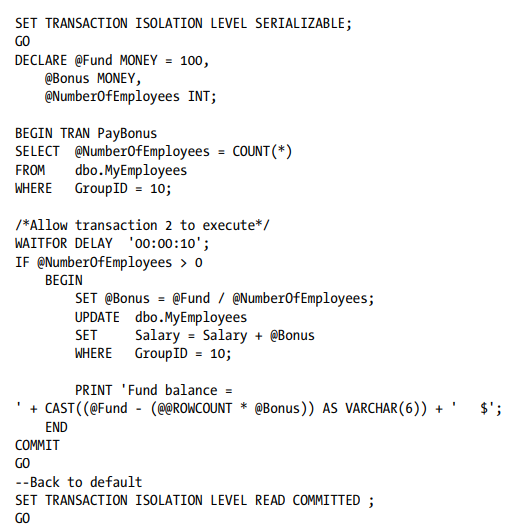 SET TRANSACTION ISOLATION LEVEL SERIALIZABLE;
GO
DECLARE @Fund MONEY = 100,
    @Bonus MONEY,
    @NumberOfEmployees INT;

BEGIN TRAN PayBonus
SELECT  @NumberOfEmployees = COUNT(*)
FROM    dbo.MyEmployees
WHERE   GroupID = 10;

/*Allow transaction 2 to execute*/
WAITFOR DELAY  '00:00:10';
IF @NumberOfEmployees > 0
    BEGIN
        SET @Bonus = @Fund / @NumberOfEmployees;
        UPDATE  dbo.MyEmployees
        SET     Salary = Salary + @Bonus
        WHERE   GroupID = 10;

        PRINT 'Fund balance =
' + CAST((@Fund - (@@ROWCOUNT * @Bonus)) AS VARCHAR(6)) + '   $';
    END
COMMIT
GO
--Back to default
SET TRANSACTION ISOLATION LEVEL READ COMMITTED ;
GO